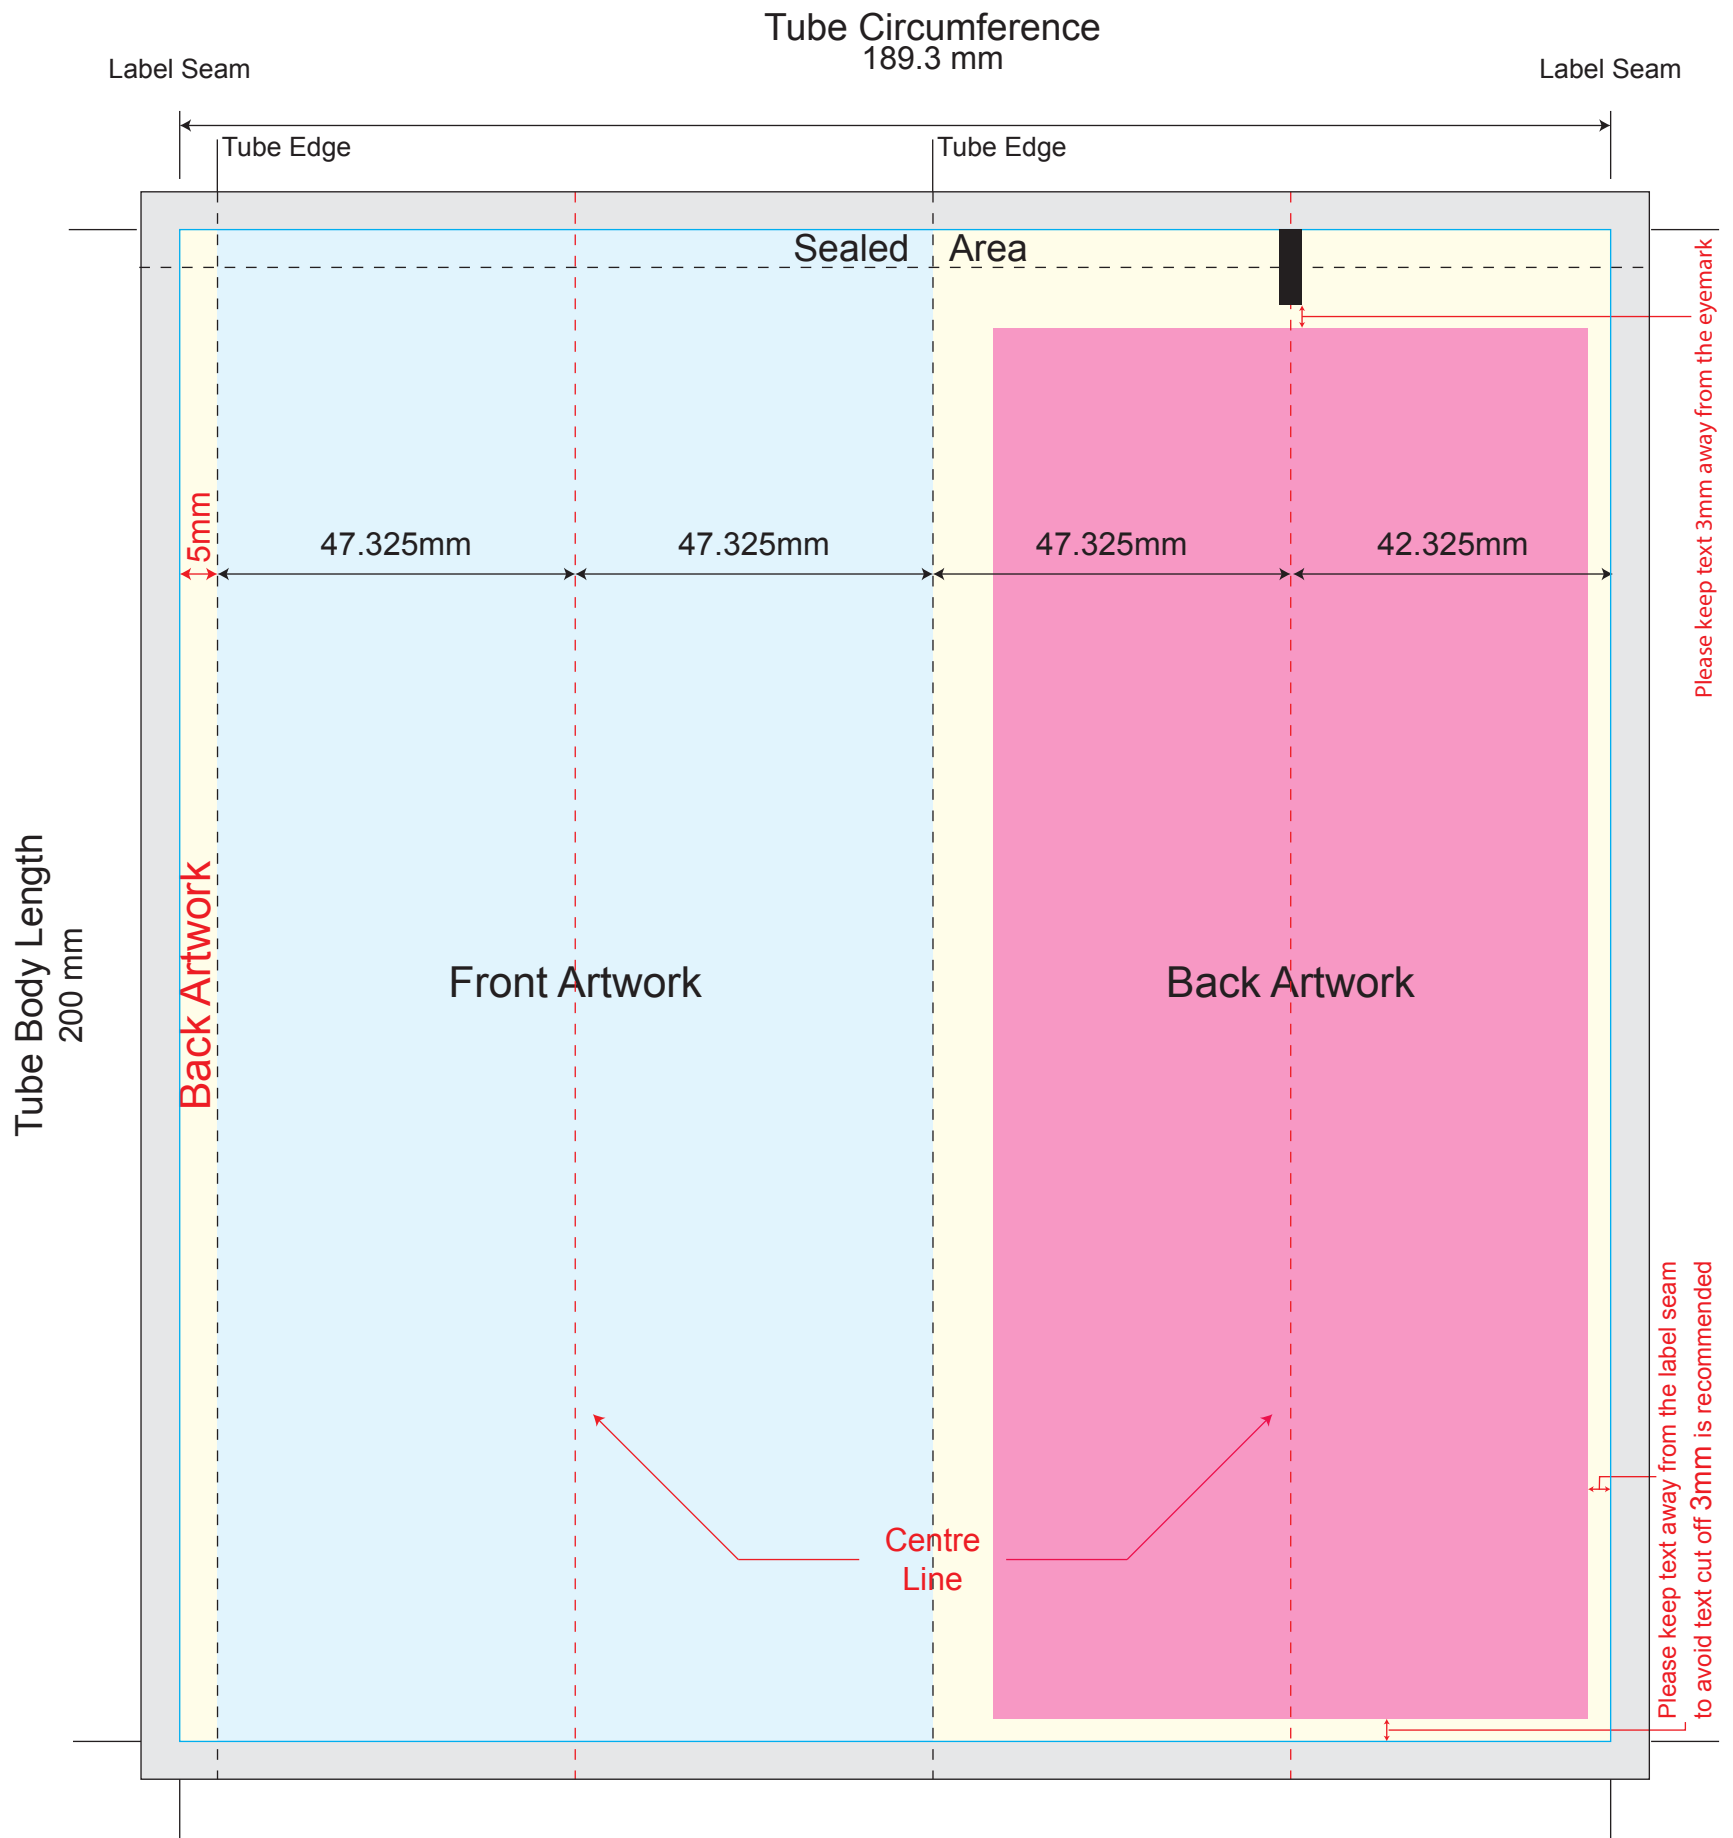 Tube Circumference
189.3 mm
Label Seam
Label Seam
Tube Edge
Tube Edge
Sealed Area
Please keep text 3mm away from the eyemark
5mm
47.325mm
47.325mm
47.325mm
42.325mm
Tube Body Length
200 mm
Back Artwork
Front Artwork
Back Artwork
Centre
Line
Please keep text away from the label seam
to avoid text cut off 3mm is recommended